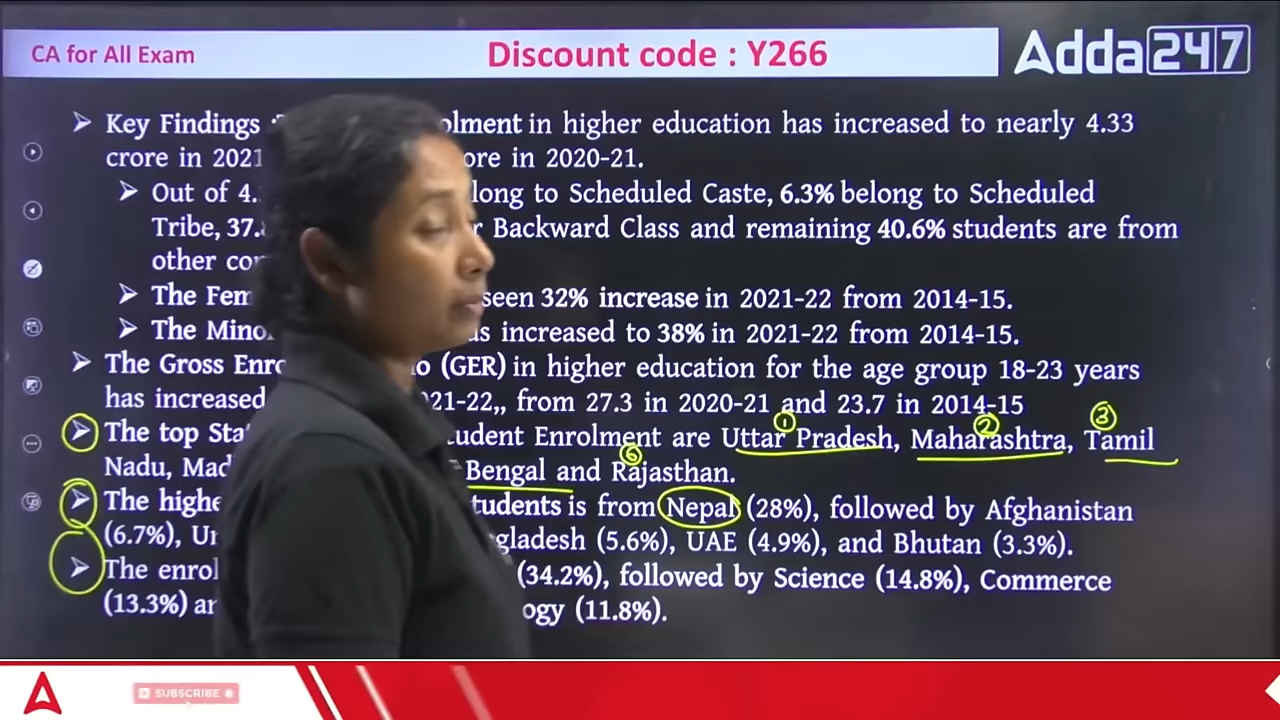 CA for All Exam
Discount code : Y266
Adda247
Key Findings olment in higher education has increased to nearly 4.33
crore in 2021 ore in 2020-21.
Out of 4. long to Scheduled Caste, 6.3% belong to Scheduled
Tribe, 37. Backward Class and remaining 40.6% students are from
other
The Fem seen 32% increase in 2021-22 from 2014-15.
The Mino as increased to 38% in 2021-22 from 2014-15.
The Gross Enro o (GER) in higher education for the age group 18-23 years
has increased 21-22,, from 27.3 in 2020-21 and 23.7 in 2014-15
1 2 3
The top Sta tudent Enrolment are Uttar Pradesh, Maharashtra, Tamil
6
Nadu, Mad Bengal and Rajasthan.
The highe tudents is from Nepal (28%), followed by Afghanistan
(6.7%), Un gladesh (5.6%), UAE (4.9%), and Bhutan (3.3%).
The enrol (34.2%), followed by Science (14.8%), Commerce
(13.3%) an ogy (11.8%).
SUBSCRIBE